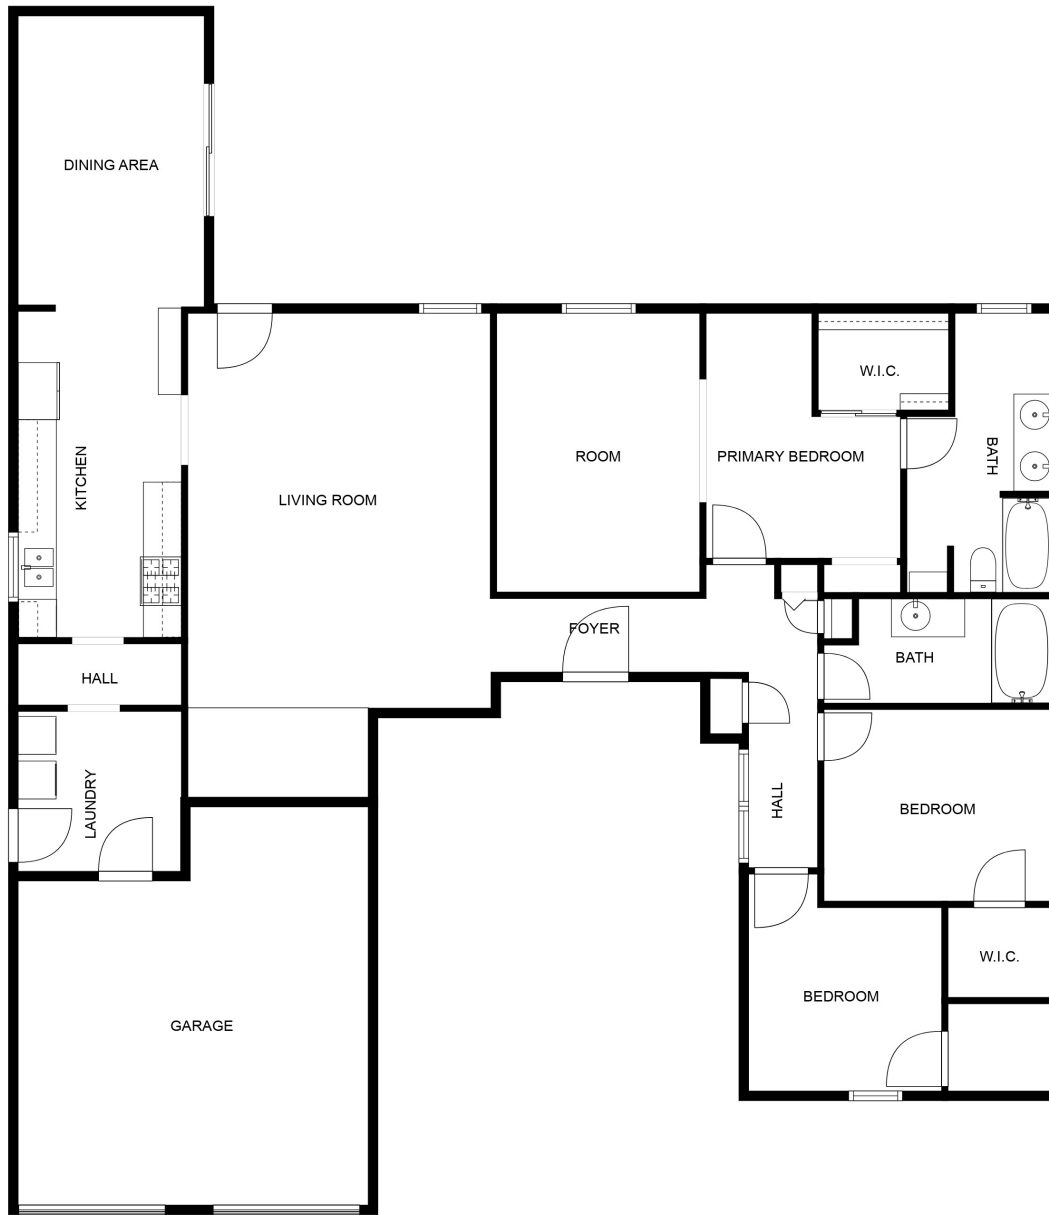 DINING AREA
W.I.C.
KITCHEN
LIVING ROOM
ROOM
PRIMARY BEDROOM
BATH
FOYER
BATH
HALL
LAUNDRY
HALL
BEDROOM
W.I.C.
BEDROOM
GARAGE